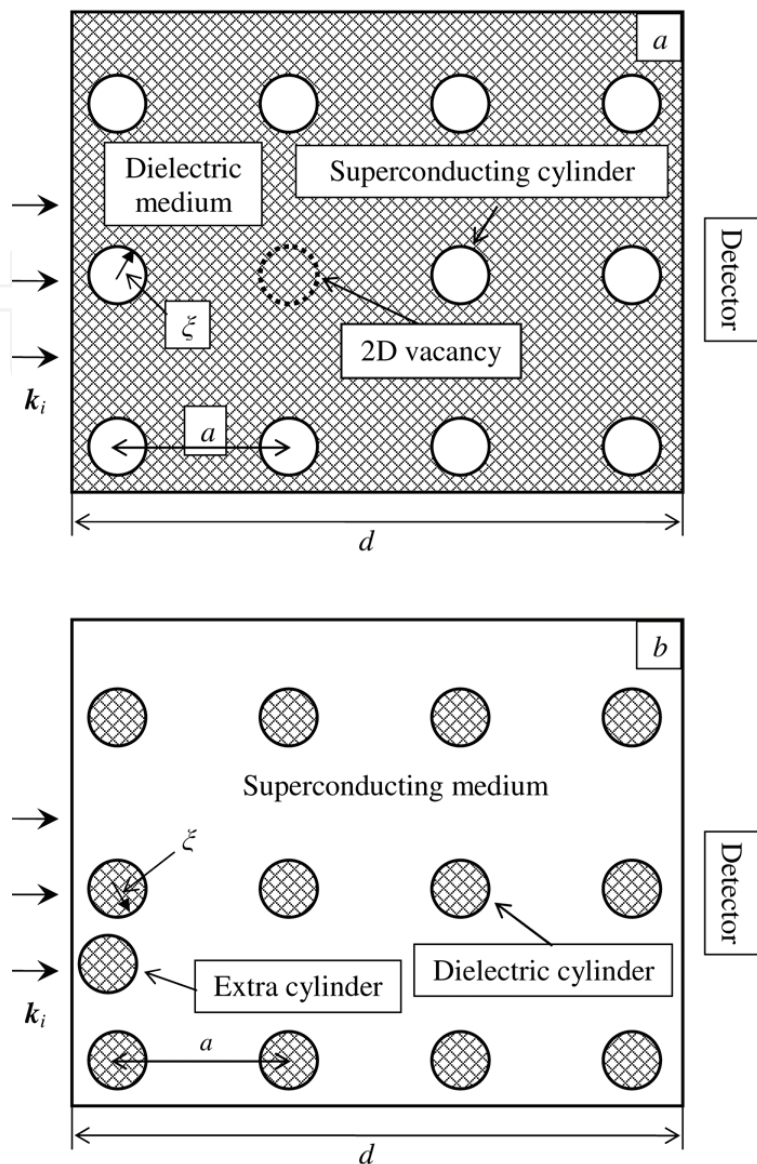 a
Dielectric
medium
Superconducting cylinder
Detector
ξ
2D vacancy
k_i
a
d
b
Superconducting medium
ξ
Detector
Dielectric cylinder
Extra cylinder
k_i
a
d